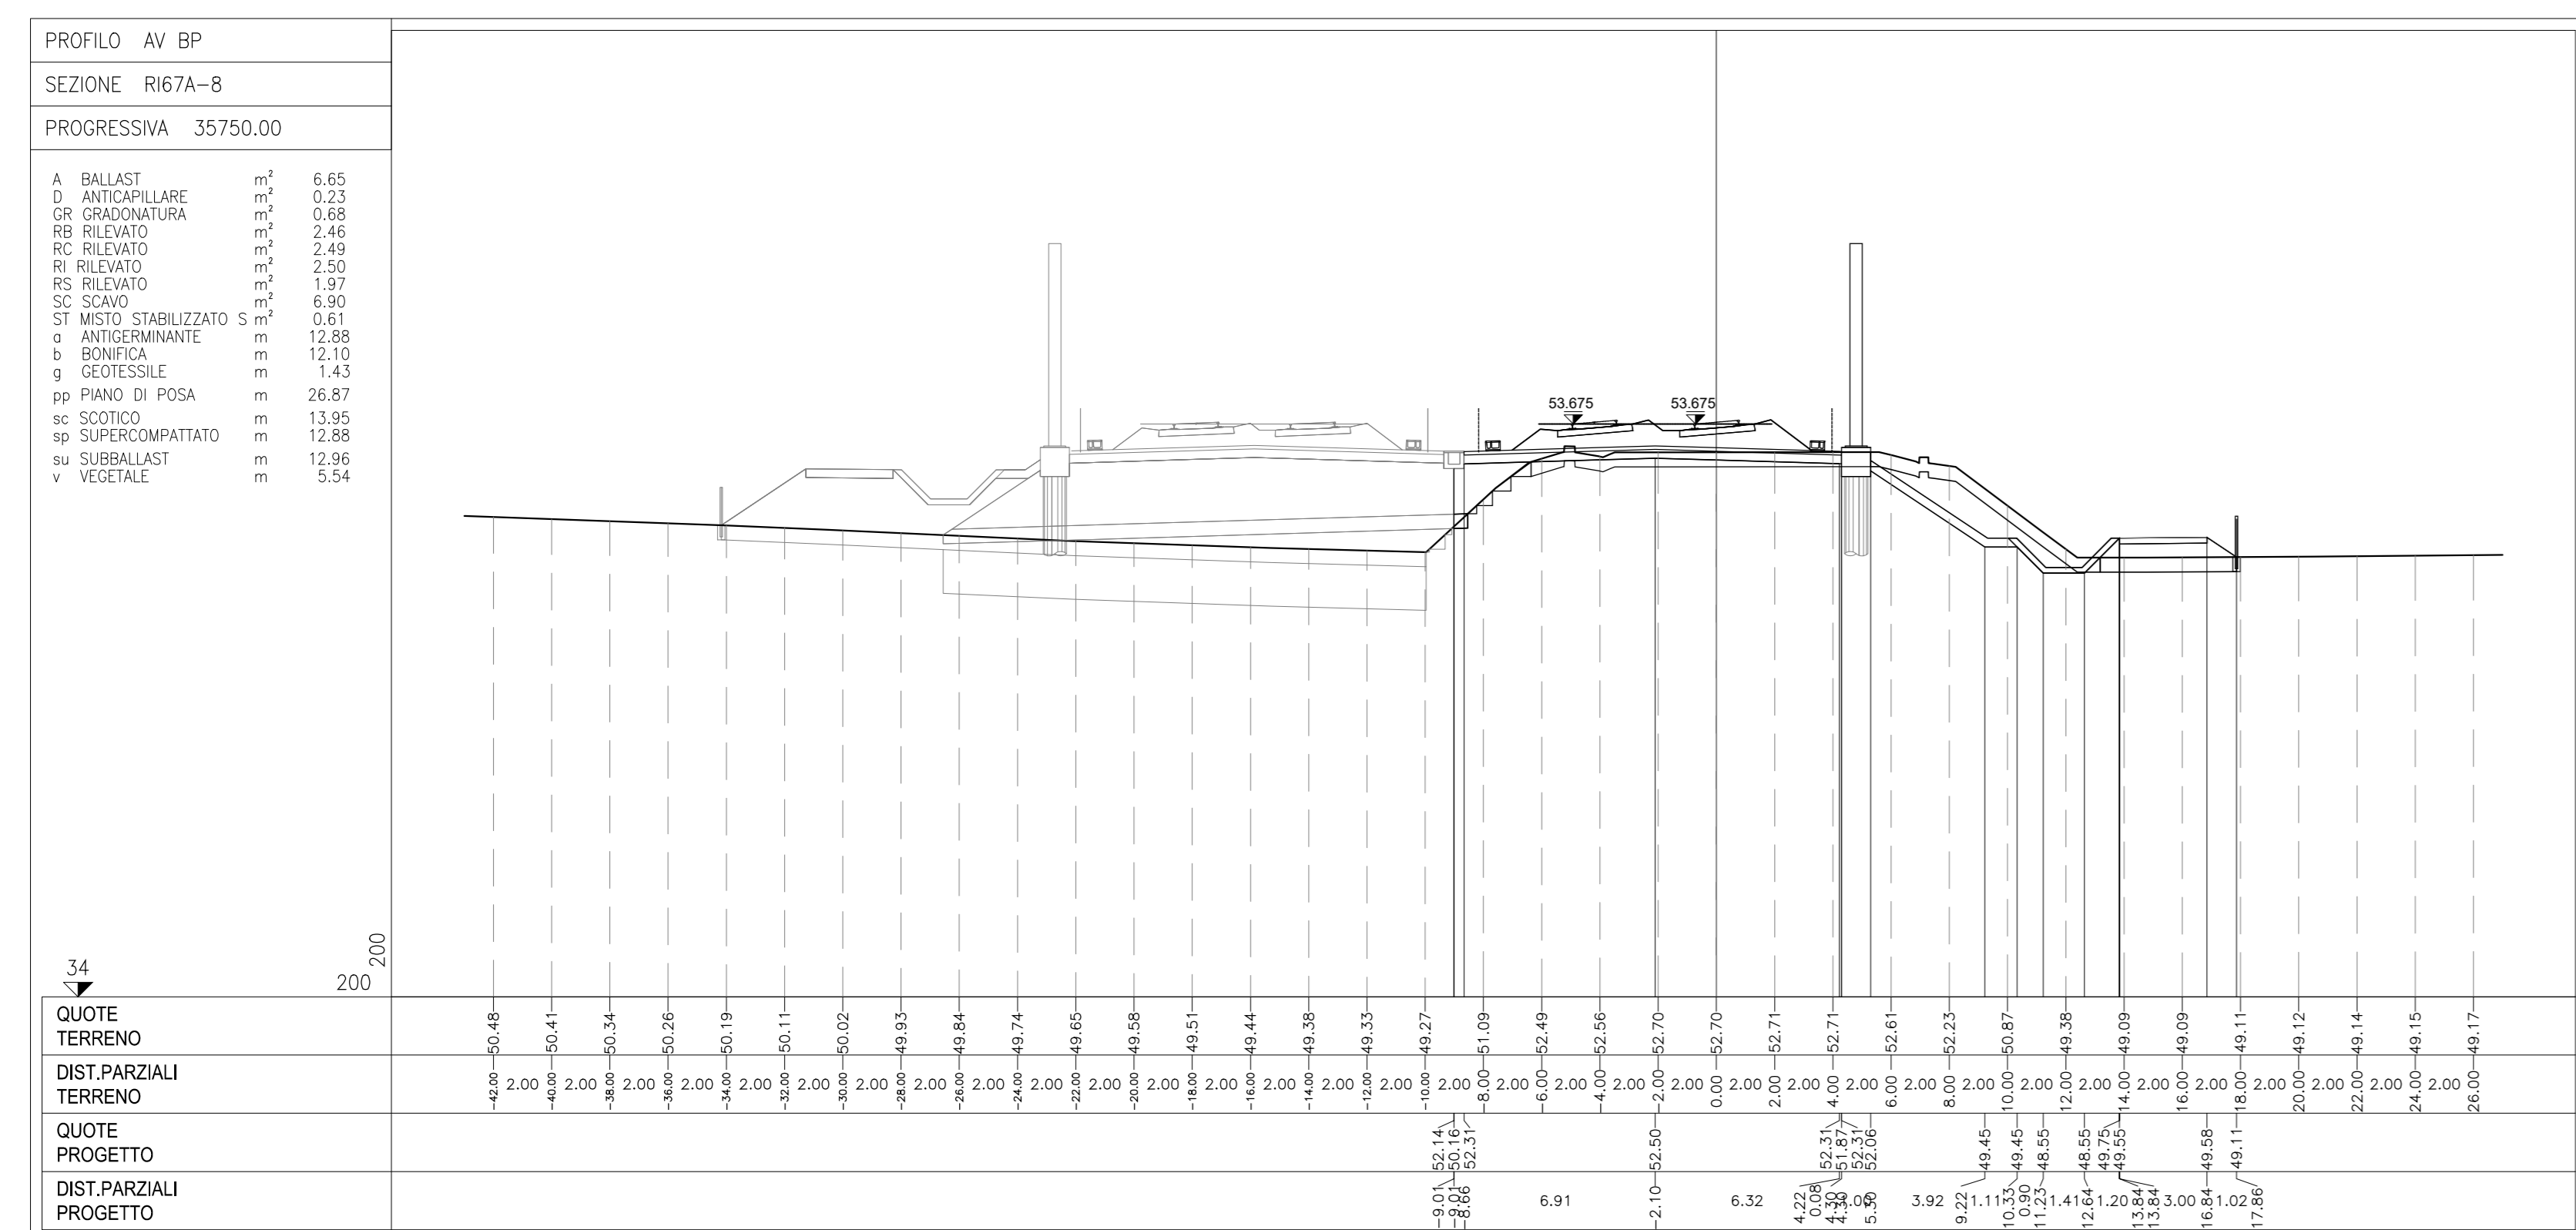 PROFILO AV BP
SEZIONE RI67A-8
PROGRESSIVA 35750.00
A BALLAST m² 6.65
D ANTICAPILLARE m² 0.23
GR GRADONATURA m² 0.68
RB RILEVATO m² 2.46
RC RILEVATO m² 2.49
RI RILEVATO m² 2.50
RS RILEVATO m² 1.97
SC SCAVO m² 6.90
ST MISTO STABILIZZATO S m² 0.61
a ANTIGERMINANTE m 12.88
b BONIFICA m 12.10
g GEOTESSILE m 1.43
pp PIANO DI POSA m 26.87
sc SCOTICO m 13.95
sp SUPERCOMPATTATO m 12.88
su SUBBALLAST m 12.96
v VEGETALE m 5.54
53.675 53.675
34 200 200
QUOTE TERRENO
50.48 50.41 50.34 50.26 50.19 50.11 50.02 49.93 49.84 49.74 49.65 49.58 49.51 49.44 49.38 49.33 49.27 51.09 52.49 52.56 52.70 52.70 52.71 52.71 52.61 52.23 50.87 49.38 49.09 49.09 49.11 49.12 49.14 49.15 49.17
DIST.PARZIALI TERRENO
-42.00 2.00 -40.00 2.00 -38.00 2.00 -36.00 2.00 -34.00 2.00 -32.00 2.00 -30.00 2.00 -28.00 2.00 -26.00 2.00 -24.00 2.00 -22.00 2.00 -20.00 2.00 -18.00 2.00 -16.00 2.00 -14.00 2.00 -12.00 2.00 -10.00 2.00 -8.00 2.00 -6.00 2.00 -4.00 2.00 -2.00 2.00 0.00 2.00 2.00 2.00 4.00 2.00 6.00 2.00 8.00 2.00 10.00 2.00 12.00 2.00 14.00 2.00 16.00 2.00 18.00 2.00 20.00 2.00 22.00 2.00 24.00 2.00 26.00
QUOTE PROGETTO
52.14 50.16 52.31 52.50 52.31 51.87 52.31 52.06 49.45 49.45 48.55 48.55 49.75 49.55 49.58 49.11
DIST.PARZIALI PROGETTO
-9.01 -9.01 -8.66 6.91 -2.10 6.32 4.22 0.08 4.30 4.30 5.30 3.92 9.22 1.11 10.33 0.90 11.23 1.41 12.64 1.20 13.84 13.84 3.00 16.84 1.02 17.86